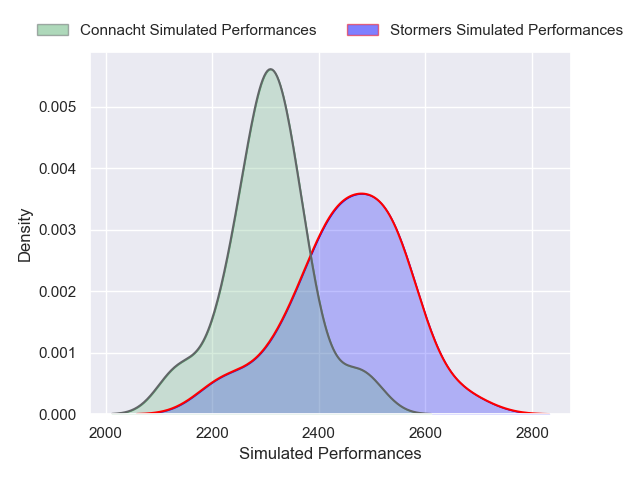 Connacht Simulated Performances
Stormers Simulated Performances
Density
0.005
0.004
0.003
0.002
0.001
0.000
2000
2200
2400
2600
2800
Simulated Performances